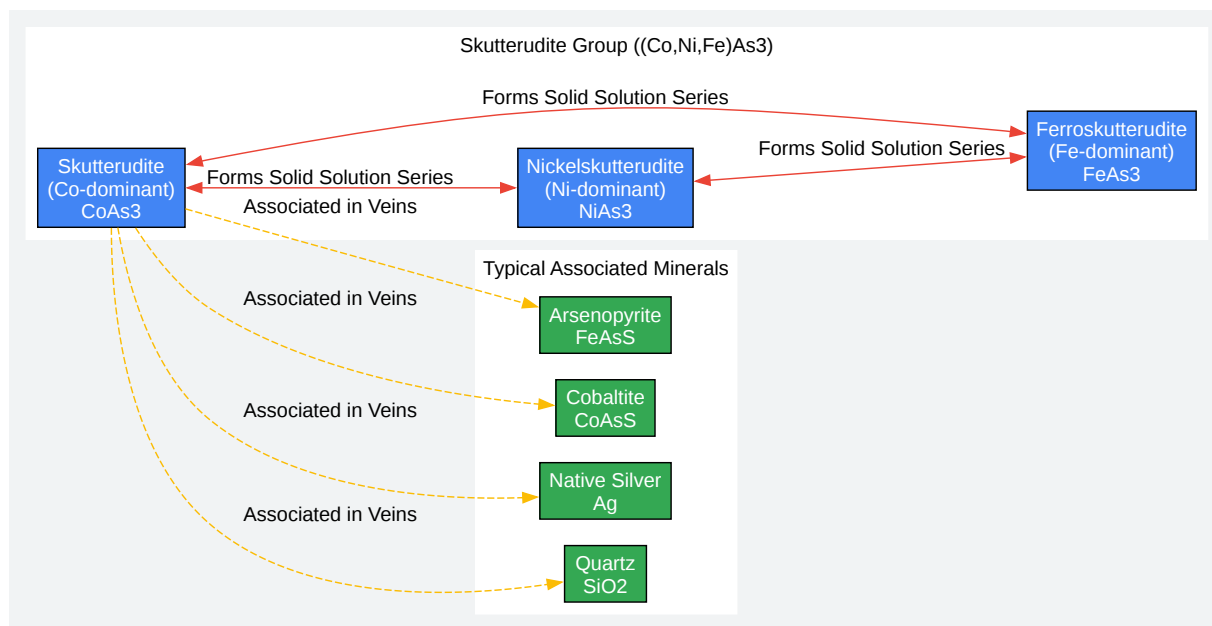 Skutterudite Group ((Co,Ni,Fe)As3)
Forms Solid Solution Series
Ferroskutterudite
(Fe-dominant)
FeAs3
Forms Solid Solution Series
Skutterudite
(Co-dominant)
CoAs3
Forms Solid Solution Series
Nickelskutterudite
(Ni-dominant)
NiAs3
Associated in Veins
Typical Associated Minerals
Associated in Veins
Arsenopyrite
FeAsS
Cobaltite
CoAsS
Associated in Veins
Native Silver
Ag
Associated in Veins
Quartz
SiO2